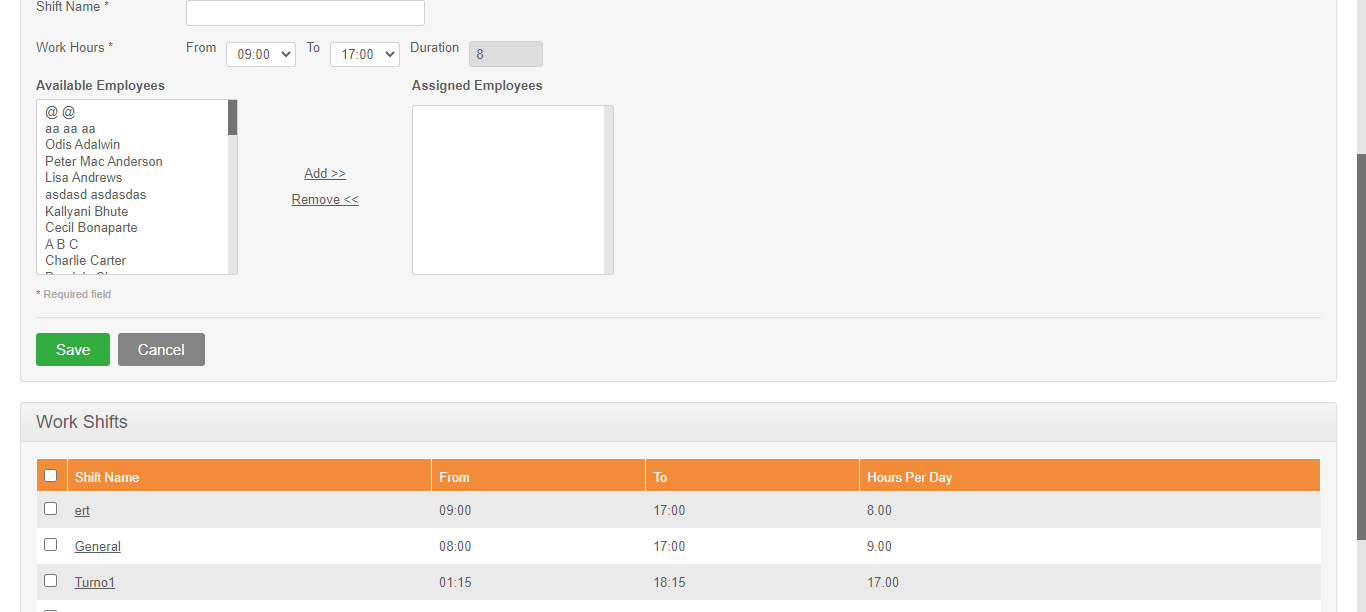 Shift Name *
Work Hours * From 09:00 To 17:00 Duration 8
Available Employees Assigned Employees
@ @
aa aa aa
Odis Adalwin
Peter Mac Anderson
Lisa Andrews
asdasd asdasdas
Kallyani Bhute
Cecil Bonaparte
A B C
Charlie Carter
Add >>
Remove <<
* Required field
Save Cancel
Work Shifts
Shift Name From To Hours Per Day
ert 09:00 17:00 8.00
General 08:00 17:00 9.00
Turno1 01:15 18:15 17.00